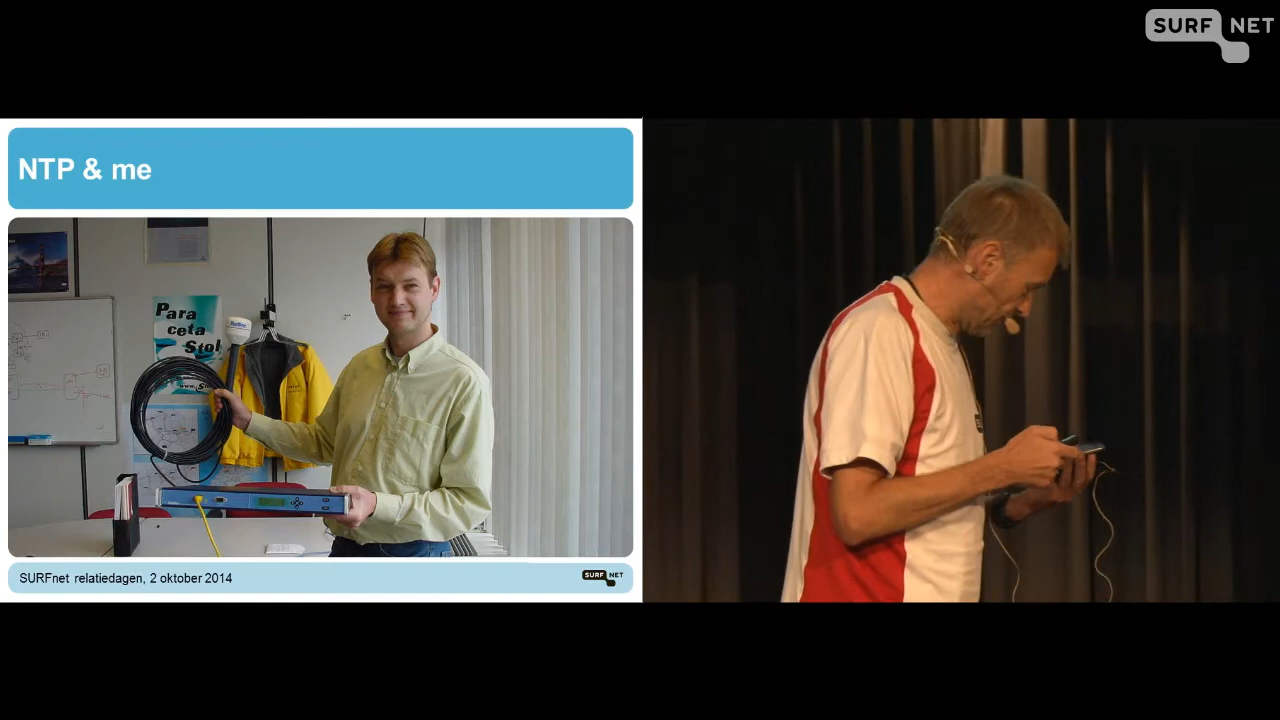 SURF NET
NTP & me
Para
ceta
Stol
SURFnet relatiedagen, 2 oktober 2014
SURF NET